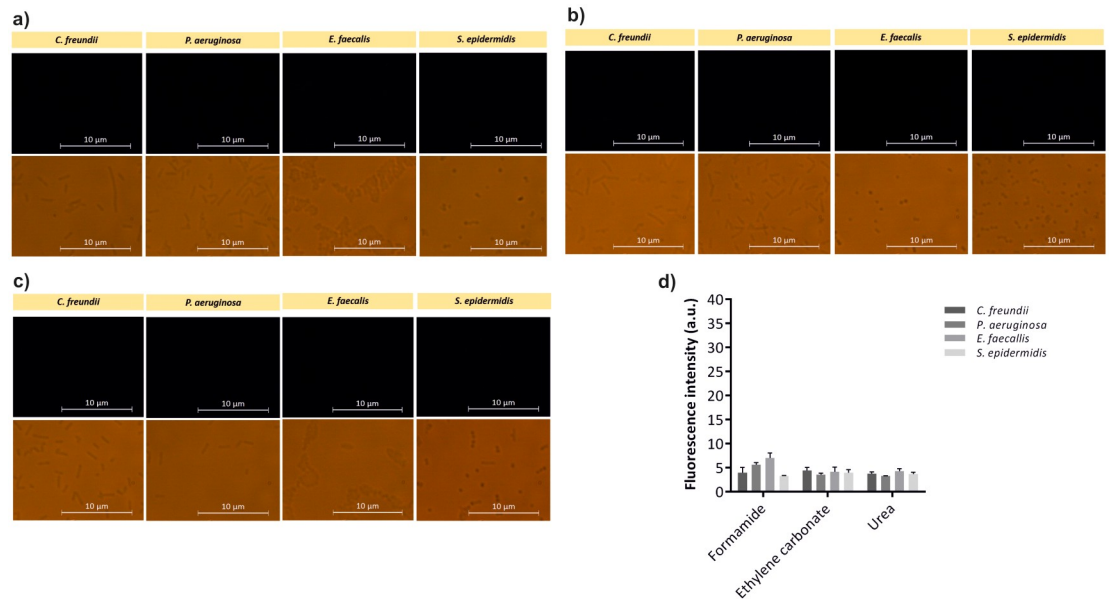 a)
C. freundii P. aeruginosa E. faecalis S. epidermidis
10 µm 10 µm 10 µm 10 µm
10 µm 10 µm 10 µm 10 µm
b)
C. freundii P. aeruginosa E. faecalis S. epidermidis
10 µm 10 µm 10 µm 10 µm
10 µm 10 µm 10 µm 10 µm
c)
C. freundii P. aeruginosa E. faecalis S. epidermidis
10 µm 10 µm 10 µm 10 µm
10 µm 10 µm 10 µm 10 µm
d)
Fluorescence intensity (a.u.)
40
35
30
25
20
15
10
5
0
Formamide
Ethylene carbonate
Urea
C. freundii
P. aeruginosa
E. faecallis
S. epidermidis